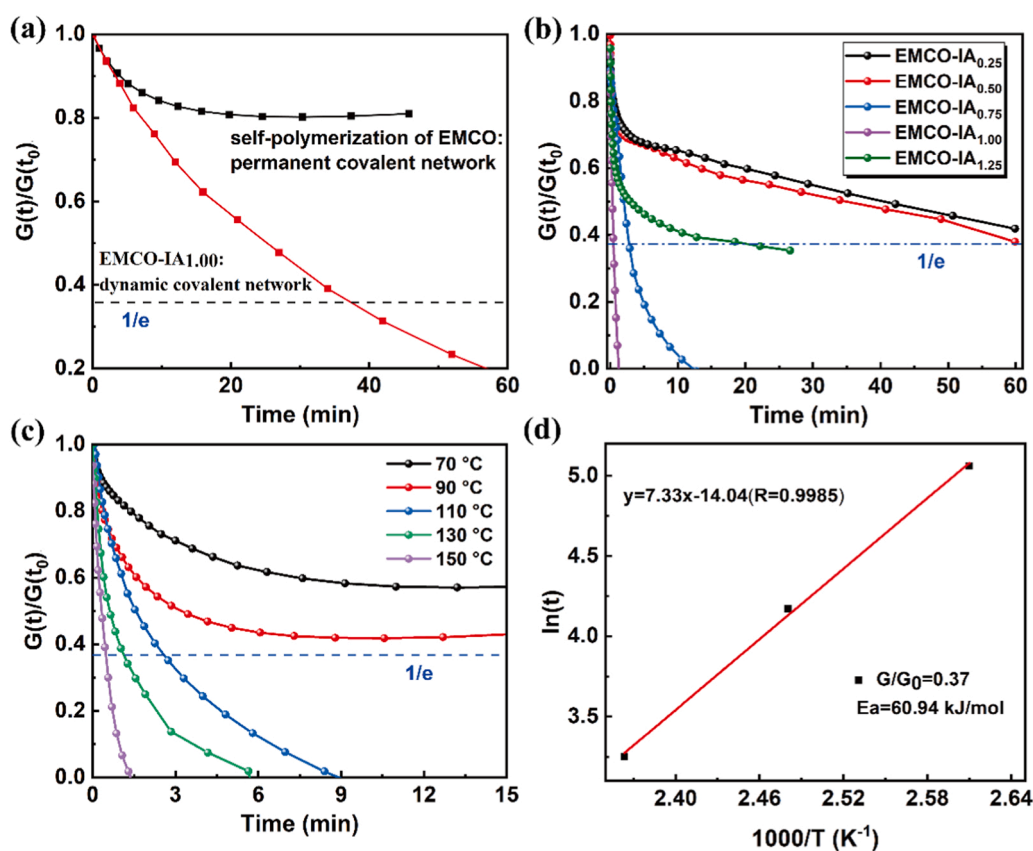 (a)
1.0
0.8
0.6
0.4
0.2
G(t)/G(t₀)
self-polymerization of EMCO:
permanent covalent network
EMCO-IA₁.₀₀:
dynamic covalent network
1/e
0
20
40
60
Time (min)
(b)
1.0
0.8
0.6
0.4
0.2
0.0
G(t)/G(t₀)
EMCO-IA₀.₂₅
EMCO-IA₀.₅₀
EMCO-IA₀.₇₅
EMCO-IA₁.₀₀
EMCO-IA₁.₂₅
1/e
0
10
20
30
40
50
60
Time (min)
(c)
1.0
0.8
0.6
0.4
0.2
0.0
G(t)/G(t₀)
70 °C
90 °C
110 °C
130 °C
150 °C
1/e
0
3
6
9
12
15
Time (min)
(d)
5.0
4.5
4.0
3.5
ln(t)
y=7.33x-14.04(R=0.9985)
G/G₀=0.37
Ea=60.94 kJ/mol
2.40
2.48
2.56
2.64
1000/T (K⁻¹)